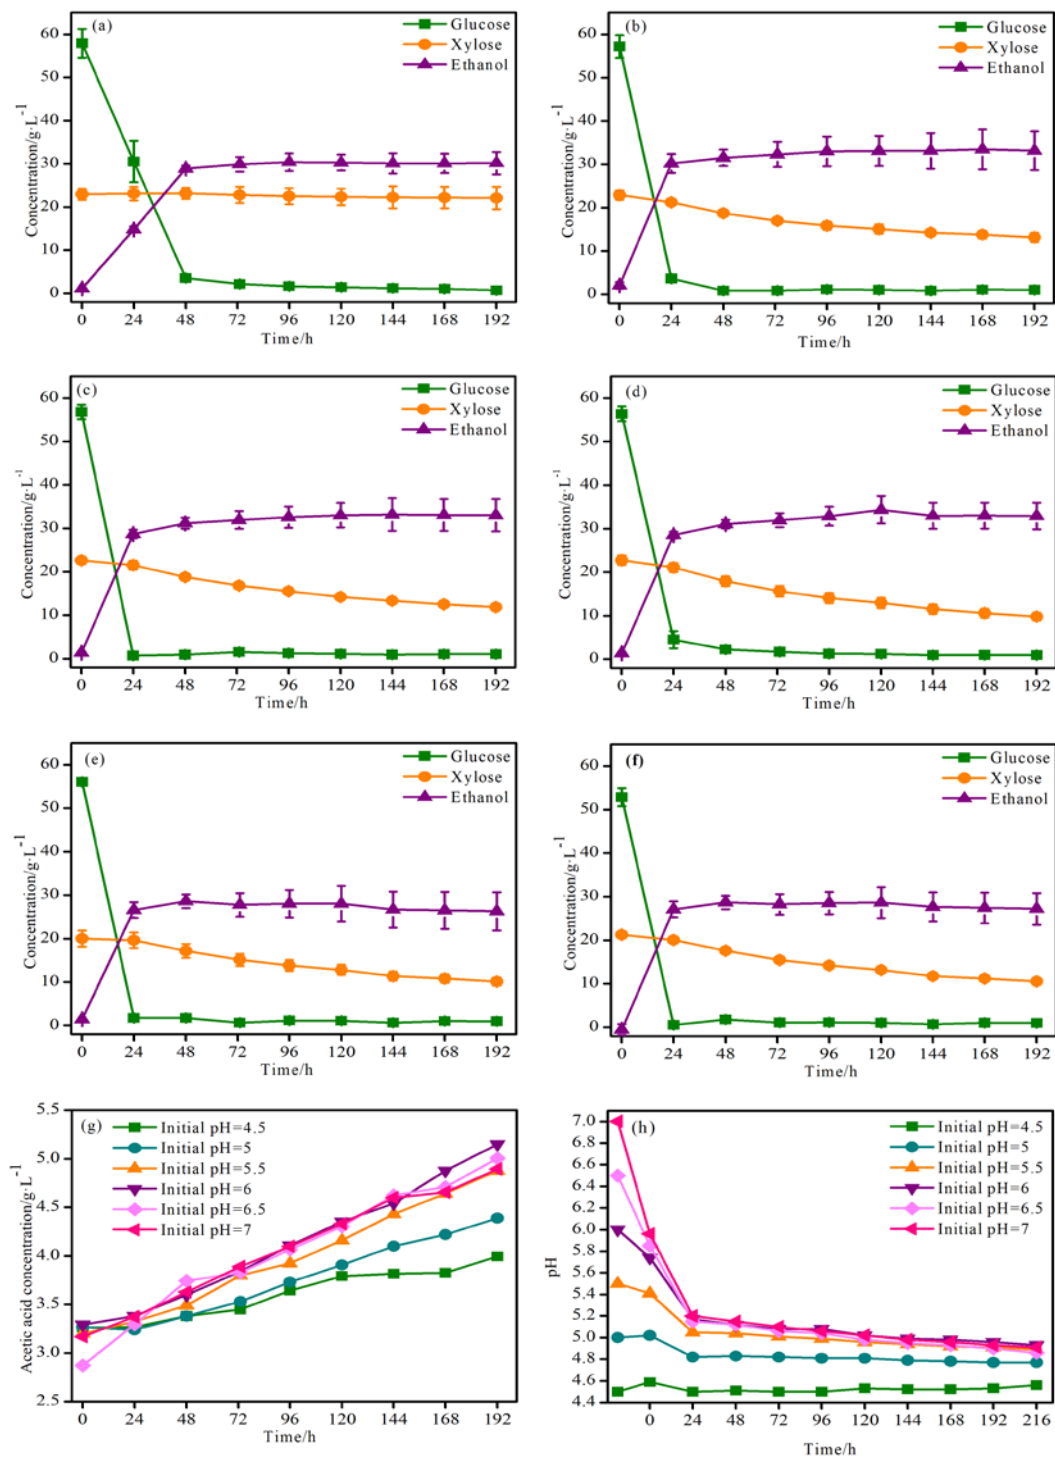 (a)
Glucose
Xylose
Ethanol
Concentration/g·L⁻¹
60
50
40
30
20
10
0
0 24 48 72 96 120 144 168 192
Time/h
(b)
Glucose
Xylose
Ethanol
Concentration/g·L⁻¹
60
50
40
30
20
10
0
0 24 48 72 96 120 144 168 192
Time/h
(c)
Glucose
Xylose
Ethanol
Concentration/g·L⁻¹
60
50
40
30
20
10
0
0 24 48 72 96 120 144 168 192
Time/h
(d)
Glucose
Xylose
Ethanol
Concentration/g·L⁻¹
60
50
40
30
20
10
0
0 24 48 72 96 120 144 168 192
Time/h
(e)
Glucose
Xylose
Ethanol
Concentration/g·L⁻¹
60
50
40
30
20
10
0
0 24 48 72 96 120 144 168 192
Time/h
(f)
Glucose
Xylose
Ethanol
Concentration/g·L⁻¹
60
50
40
30
20
10
0
0 24 48 72 96 120 144 168 192
Time/h
(g)
Initial pH=4.5
Initial pH=5
Initial pH=5.5
Initial pH=6
Initial pH=6.5
Initial pH=7
Acetic acid concentration/g·L⁻¹
5.5
5.0
4.5
4.0
3.5
3.0
2.5
0 24 48 72 96 120 144 168 192
Time/h
(h)
Initial pH=4.5
Initial pH=5
Initial pH=5.5
Initial pH=6
Initial pH=6.5
Initial pH=7
pH
7.0
6.8
6.6
6.4
6.2
6.0
5.8
5.6
5.4
5.2
5.0
4.8
4.6
4.4
0 24 48 72 96 120 144 168 192 216
Time/h